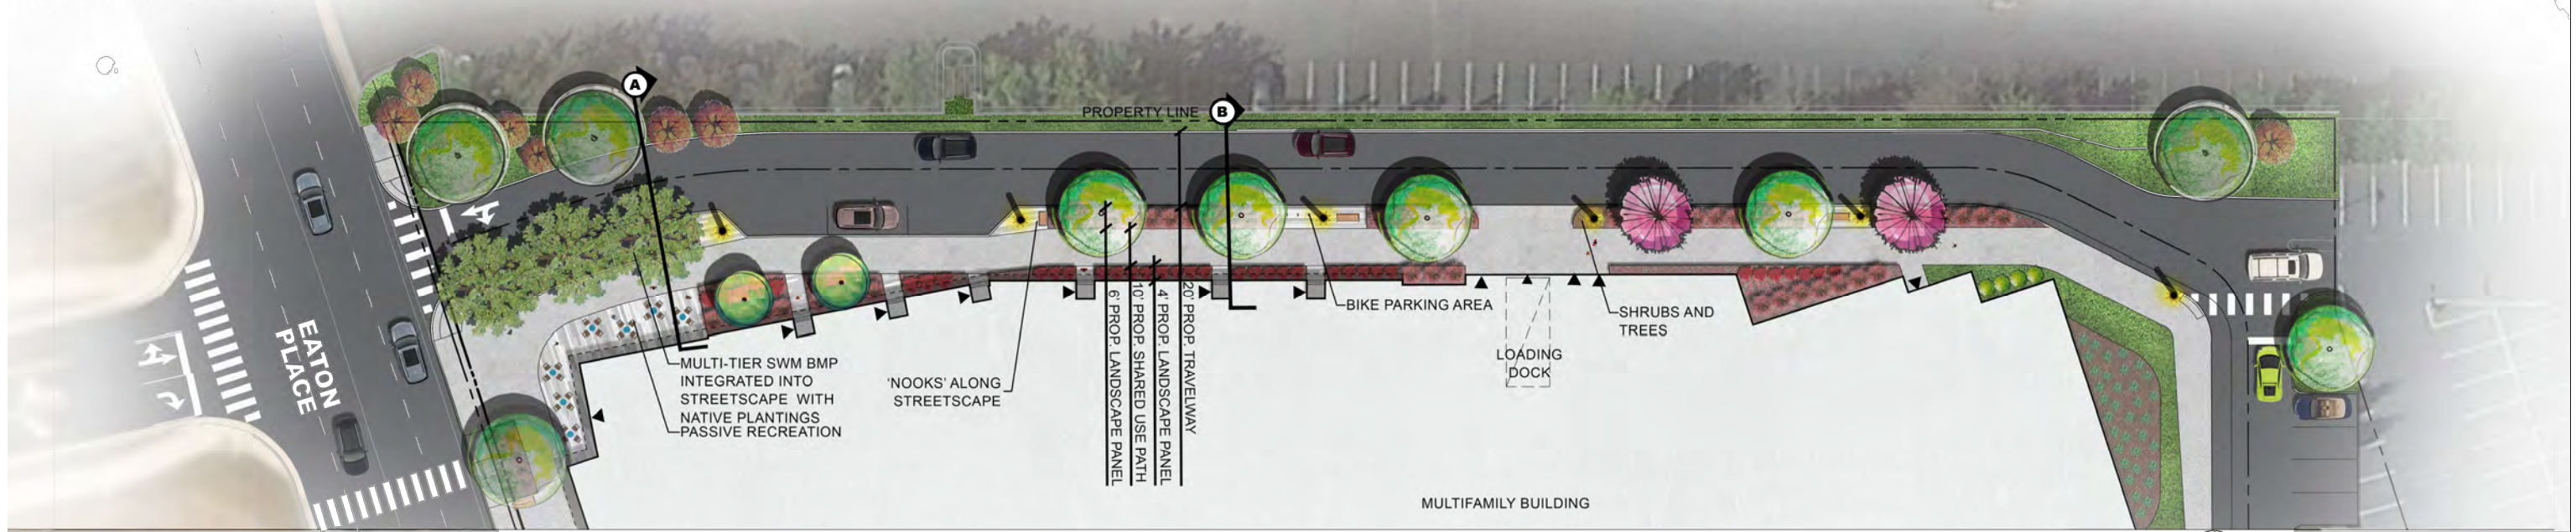 A
PROPERTY LINE
B
EATON
PLACE
MULTI-TIER SWM BMP
INTEGRATED INTO
STREETSCAPE WITH
NATIVE PLANTINGS
PASSIVE RECREATION
'NOOKS' ALONG
STREETSCAPE
6' PROP. LANDSCAPE PANEL
10' PROP. SHARED USE PATH
4' PROP. LANDSCAPE PANEL
20' PROP. TRAVELWAY
BIKE PARKING AREA
LOADING
DOCK
SHRUBS AND
TREES
MULTIFAMILY BUILDING